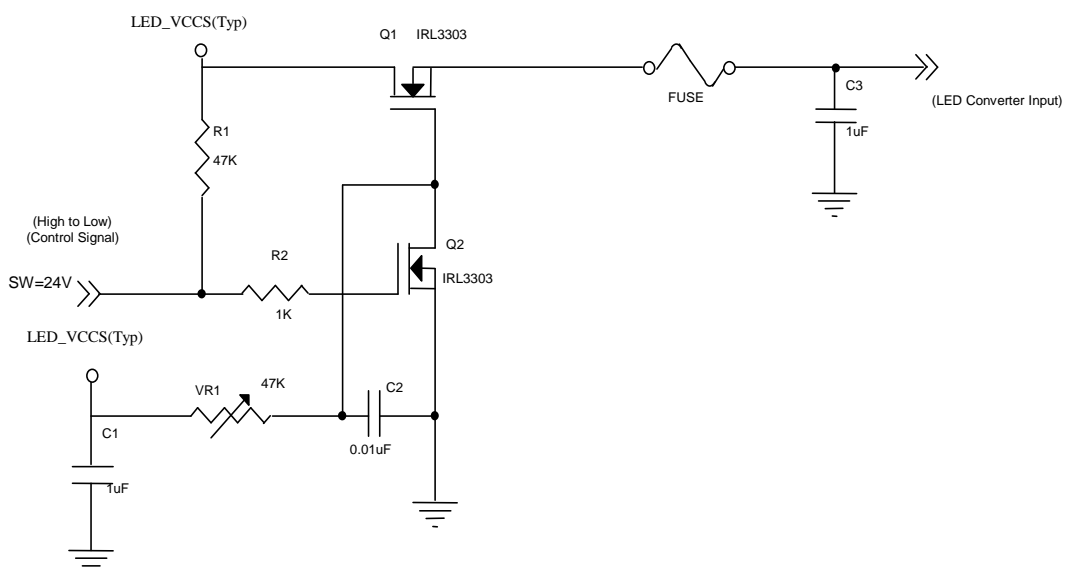 LED_VCCS(Typ)
Q1 IRL3303
FUSE
C3
(LED Converter Input)
1uF
R1
47K
(High to Low)
(Control Signal)
R2
Q2
SW=24V
IRL3303
1K
LED_VCCS(Typ)
VR1
47K
C2
C1
0.01uF
1uF